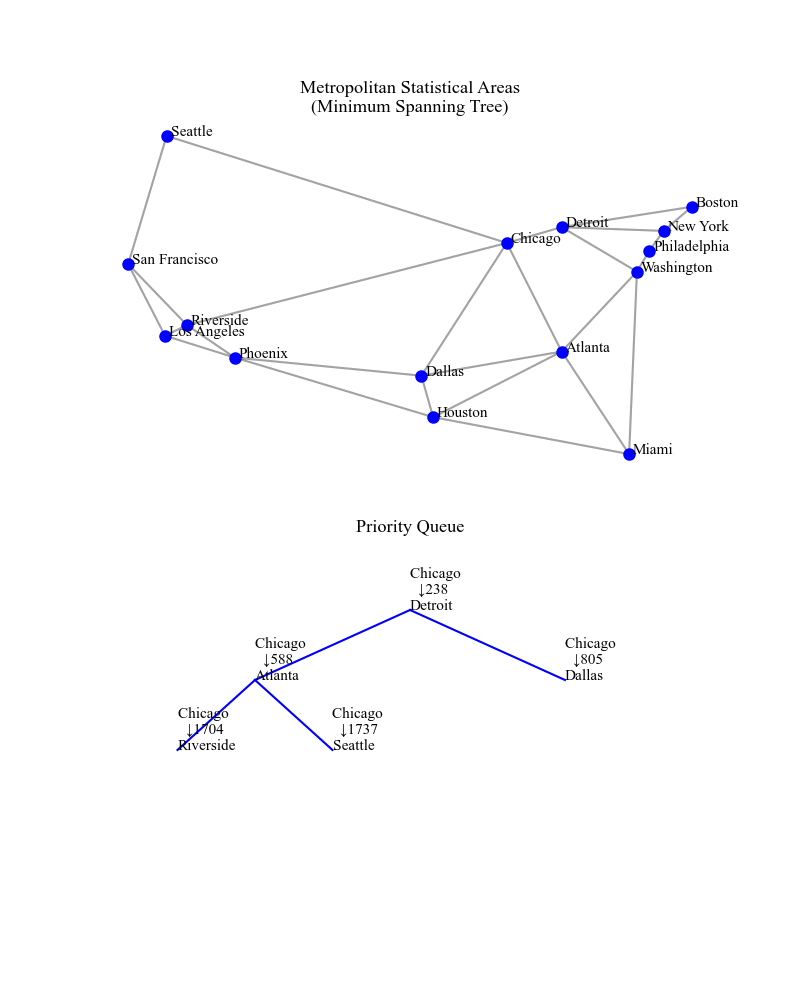 Metropolitan Statistical Areas
(Minimum Spanning Tree)
Seattle
Boston
Detroit
New York
Chicago
Philadelphia
San Francisco
Washington
Riverside
Los Angeles
Atlanta
Phoenix
Dallas
Houston
Miami
Priority Queue
Chicago
↓238
Detroit
Chicago
↓588
Atlanta
Chicago
↓805
Dallas
Chicago
↓1704
Riverside
Chicago
↓1737
Seattle